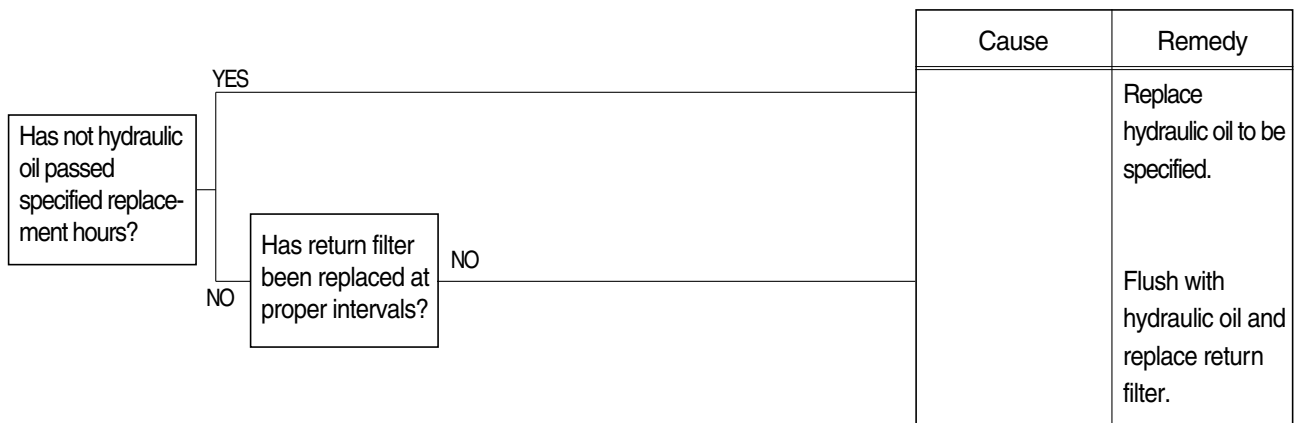 Cause
Remedy
YES
Replace
hydraulic oil to be
specified.
Has not hydraulic
oil passed
specified replace-
ment hours?
Has return filter
been replaced at
proper intervals?
NO
NO
Flush with
hydraulic oil and
replace return
filter.